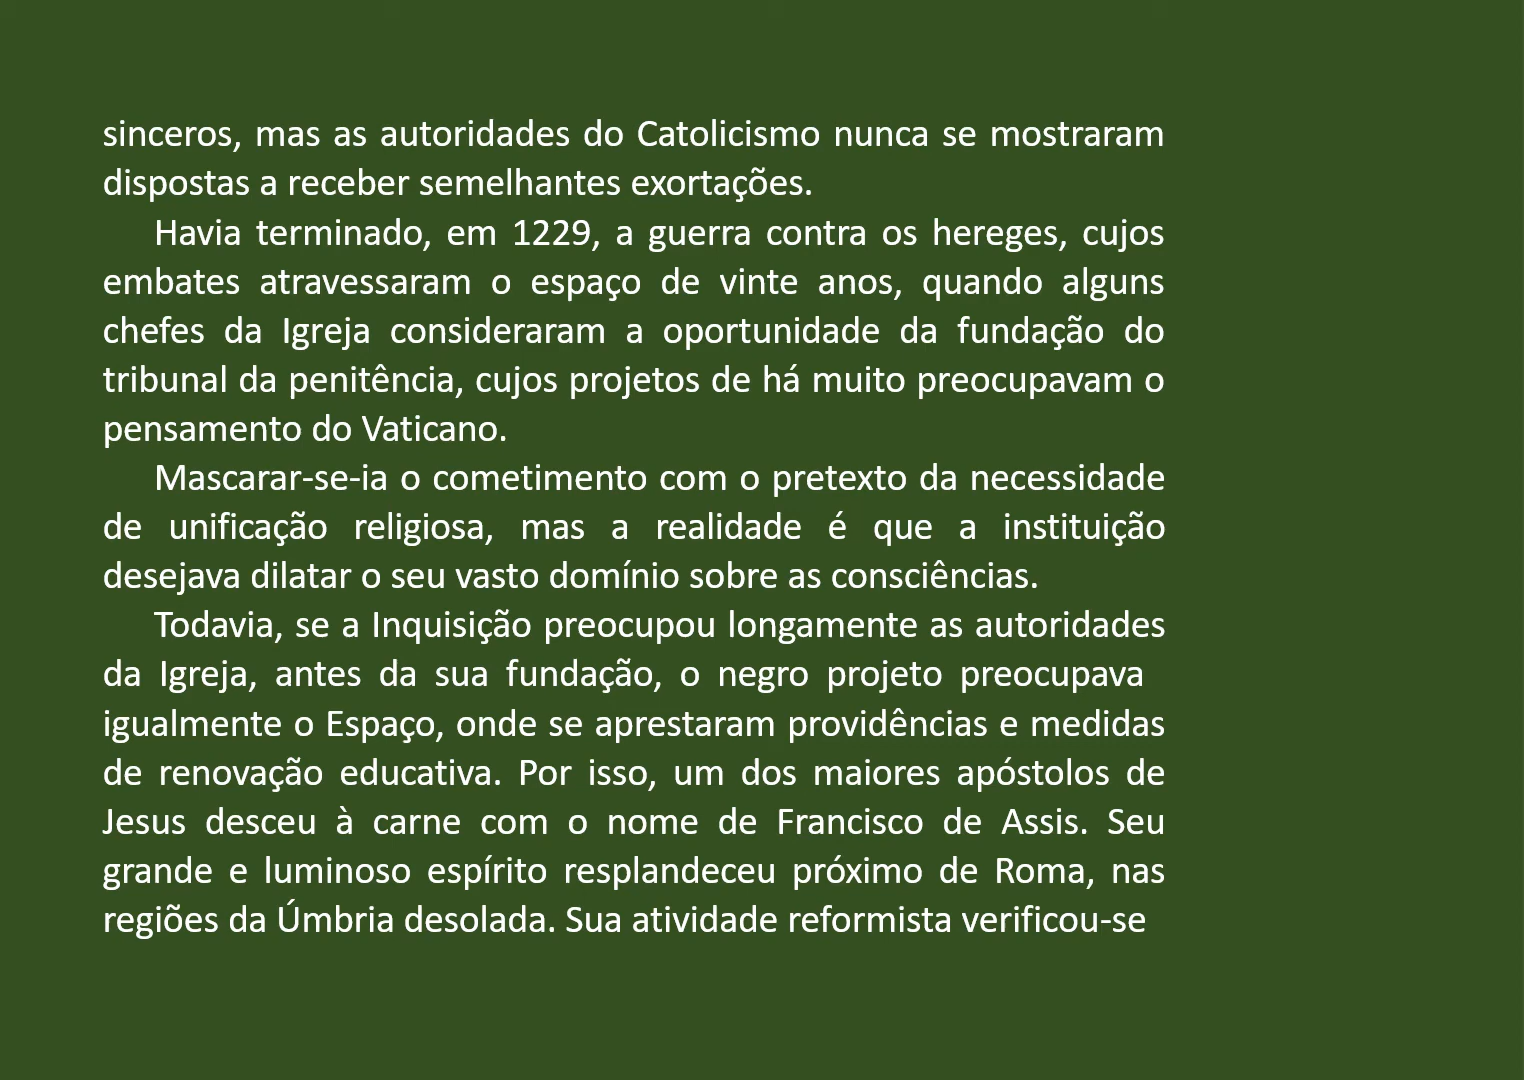 sinceros, mas as autoridades do Catolicismo nunca se mostraram
dispostas a receber semelhantes exortações.
Havia terminado, em 1229, a guerra contra os hereges, cujos
embates atravessaram o espaço de vinte anos, quando alguns
chefes da Igreja consideraram a oportunidade da fundação do
tribunal da penitência, cujos projetos de há muito preocupavam o
pensamento do Vaticano.
Mascarar-se-ia o cometimento com o pretexto da necessidade
de unificação religiosa, mas a realidade é que a instituição
desejava dilatar o seu vasto domínio sobre as consciências.
Todavia, se a Inquisição preocupou longamente as autoridades
da Igreja, antes da sua fundação, o negro projeto preocupava
igualmente o Espaço, onde se aprestaram providências e medidas
de renovação educativa. Por isso, um dos maiores apóstolos de
Jesus desceu à carne com o nome de Francisco de Assis. Seu
grande e luminoso espírito resplandeceu próximo de Roma, nas
regiões da Úmbria desolada. Sua atividade reformista verificou-se